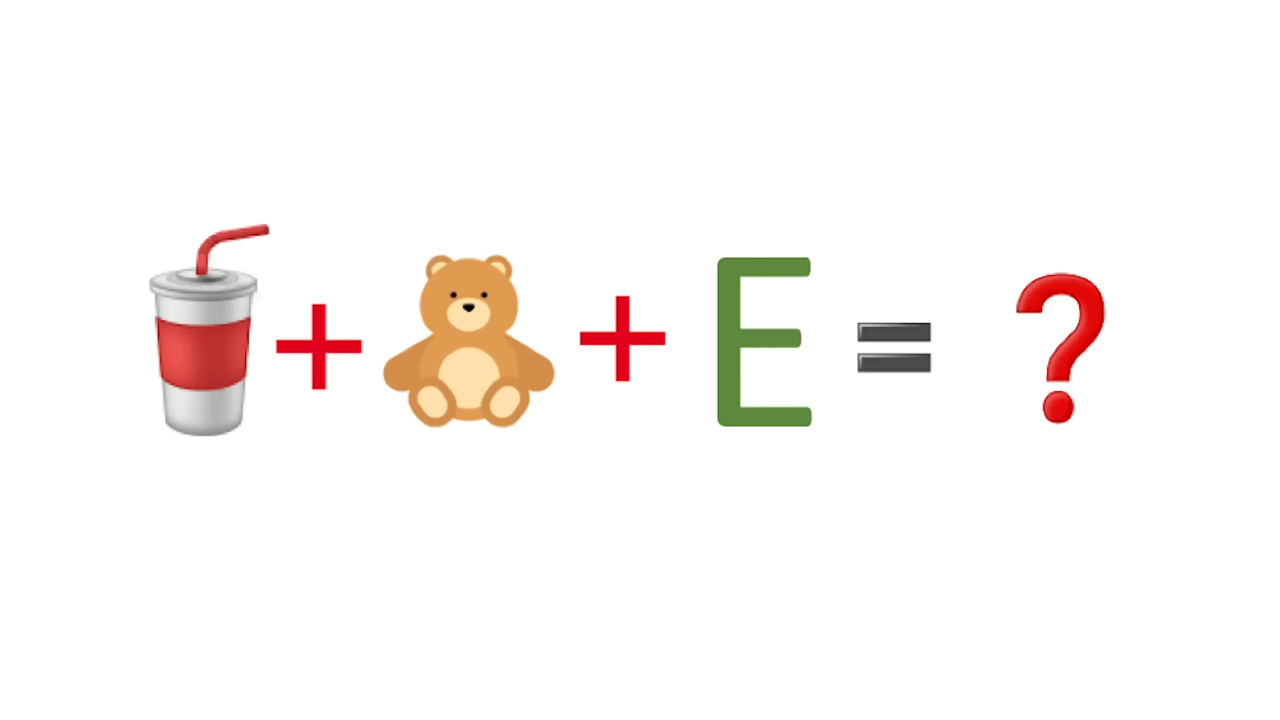 + + E = ?